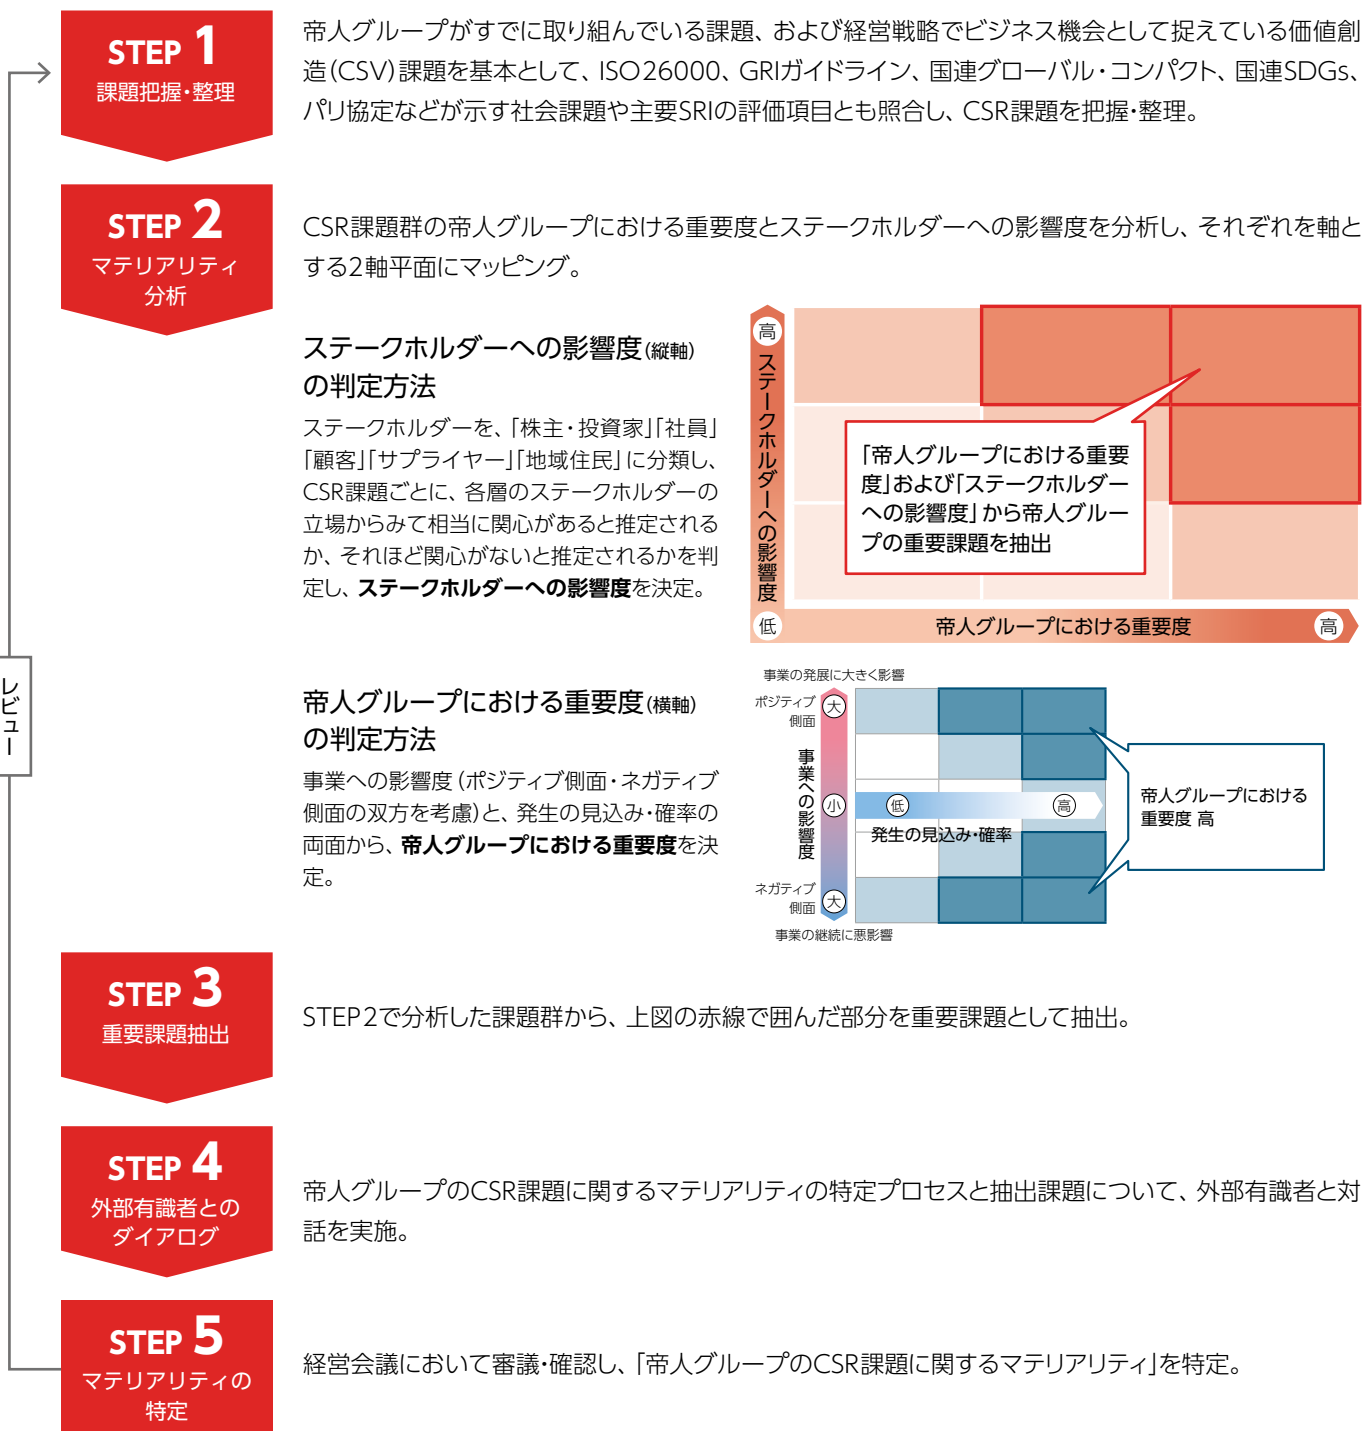 STEP 1
課題把握・整理
帝人グループがすでに取り組んでいる課題、および経営戦略でビジネス機会として捉えている価値創
造(CSV)課題を基本として、ISO26000、GRIガイドライン、国連グローバル・コンパクト、国連SDGs、
パリ協定などが示す社会課題や主要SRIの評価項目とも照合し、CSR課題を把握・整理。
STEP 2
マテリアリティ
分析
CSR課題群の帝人グループにおける重要度とステークホルダーへの影響度を分析し、それぞれを軸と
する2軸平面にマッピング。
ステークホルダーへの影響度(縦軸)
の判定方法
ステークホルダーを、「株主・投資家」「社員」
「顧客」「サプライヤー」「地域住民」に分類し、
CSR課題ごとに、各層のステークホルダーの
立場からみて相当に関心があると推定される
か、それほど関心がないと推定されるかを判
定し、ステークホルダーへの影響度を決定。
高
ステークホルダーへの影響度
低
「帝人グループにおける重要
度」および「ステークホルダー
への影響度」から帝人グルー
プの重要課題を抽出
帝人グループにおける重要度
高
レビュー
帝人グループにおける重要度(横軸)
の判定方法
事業への影響度(ポジティブ側面・ネガティブ
側面の双方を考慮)と、発生の見込み・確率の
両面から、帝人グループにおける重要度を決
定。
事業の発展に大きく影響
ポジティブ
側面
大
事業への影響度
小
低
高
発生の見込み・確率
ネガティブ
側面
大
事業の継続に悪影響
帝人グループにおける
重要度 高
STEP 3
重要課題抽出
STEP2で分析した課題群から、上図の赤線で囲んだ部分を重要課題として抽出。
STEP 4
外部有識者との
ダイアログ
帝人グループのCSR課題に関するマテリアリティの特定プロセスと抽出課題について、外部有識者と対
話を実施。
STEP 5
マテリアリティの
特定
経営会議において審議・確認し、「帝人グループのCSR課題に関するマテリアリティ」を特定。